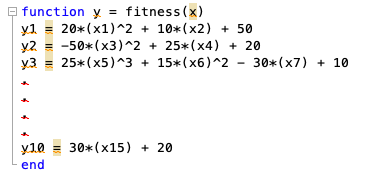 function y = fitness(x)
y1 = 20*(x1)^2 + 10*(x2) + 50
y2 = -50*(x3)^2 + 25*(x4) + 20
y3 = 25*(x5)^3 + 15*(x6)^2 - 30*(x7) + 10
,
,
,
,
y10 = 30*(x15) + 20
end